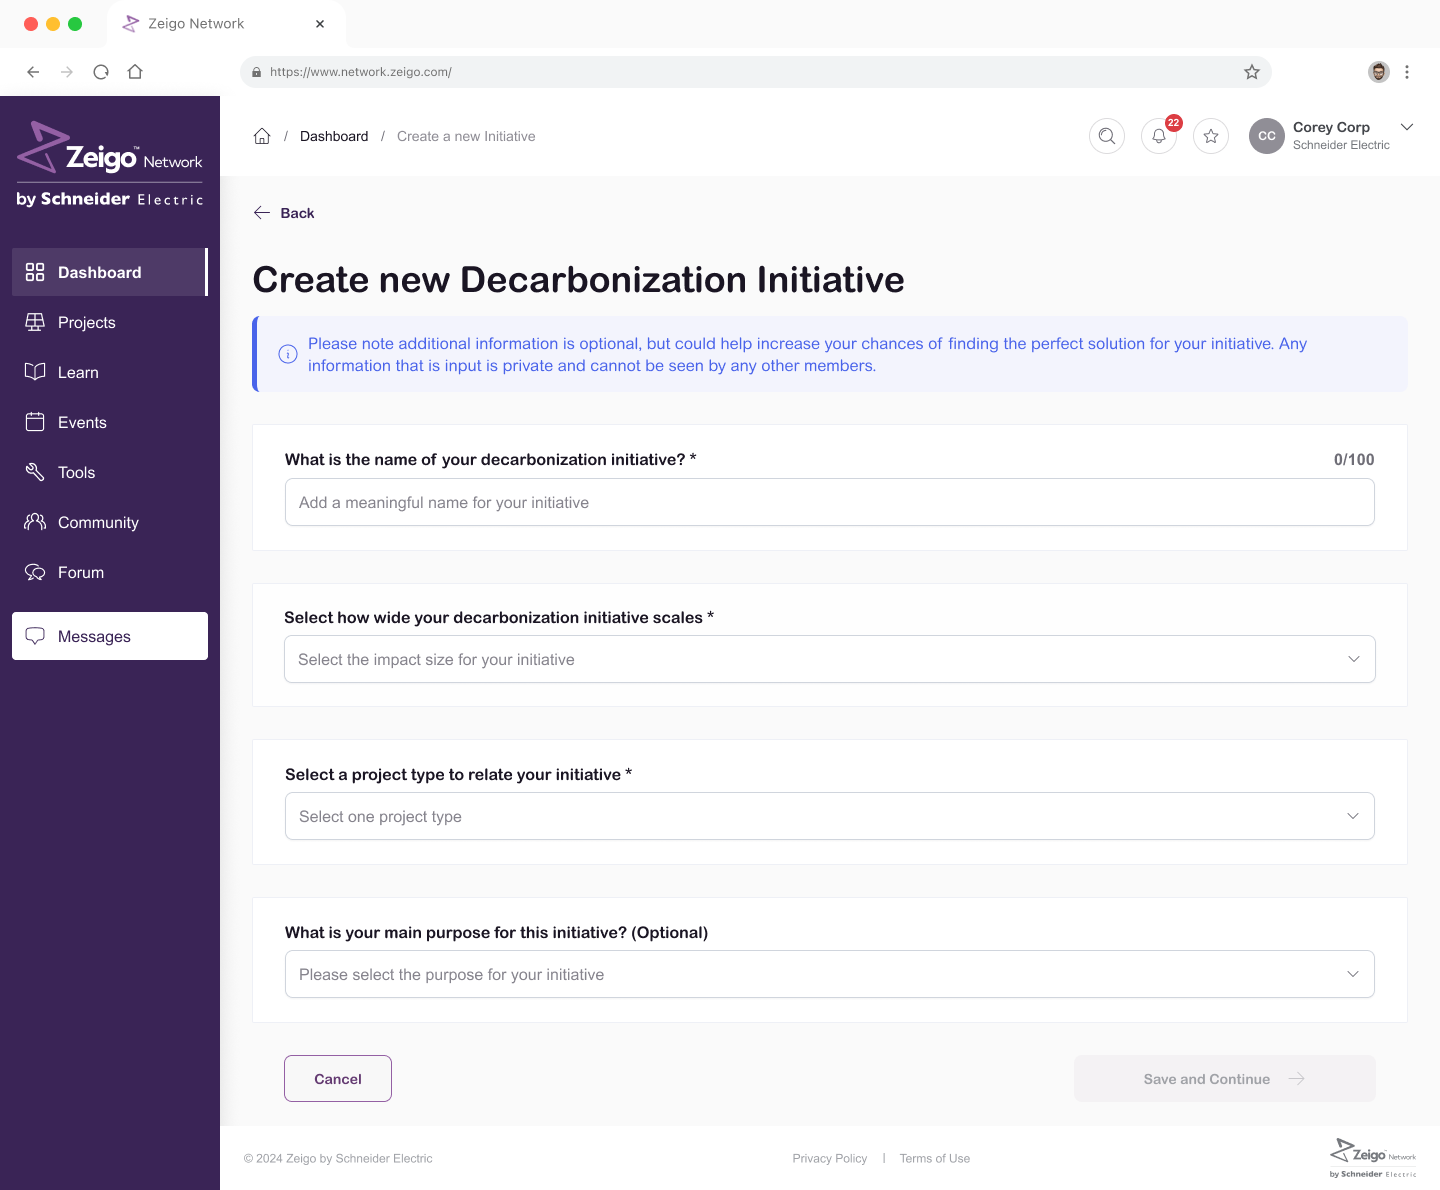 Zeigo Network
https://www.network.zeigo.com/
Zeigo™ Network
by Schneider Electric
/ Dashboard / Create a new Initiative
22
CC
Corey Corp
Schneider Electric
Dashboard
Projects
Learn
Events
Tools
Community
Forum
Messages
Back
Create new Decarbonization Initiative
Please note additional information is optional, but could help increase your chances of finding the perfect solution for your initiative. Any
information that is input is private and cannot be seen by any other members.
What is the name of your decarbonization initiative? *
0/100
Add a meaningful name for your initiative
Select how wide your decarbonization initiative scales *
Select the impact size for your initiative
Select a project type to relate your initiative *
Select one project type
What is your main purpose for this initiative? (Optional)
Please select the purpose for your initiative
Cancel
Save and Continue
© 2024 Zeigo by Schneider Electric
Privacy Policy | Terms of Use
Zeigo Network
by Schneider Electric